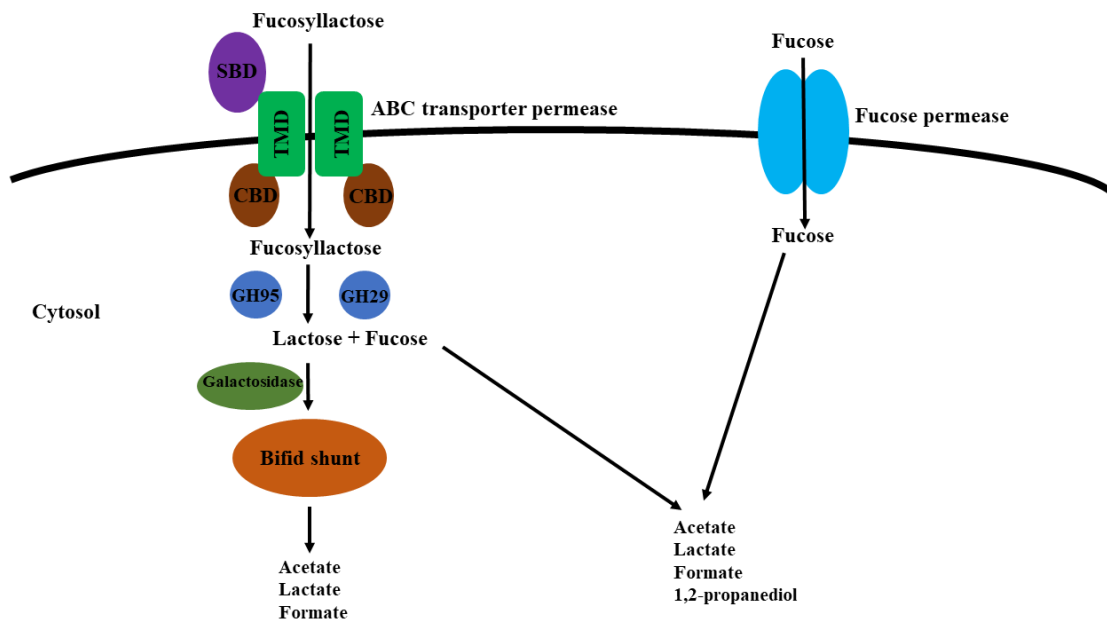 Fucosyllactose
SBD
TMD
TMD
ABC transporter permease
CBD
CBD
Fucosyllactose
GH95
GH29
Cytosol
Lactose + Fucose
Galactosidase
Bifid shunt
Acetate
Lactate
Formate
Fucose
Fucose permease
Fucose
Acetate
Lactate
Formate
1,2-propanediol